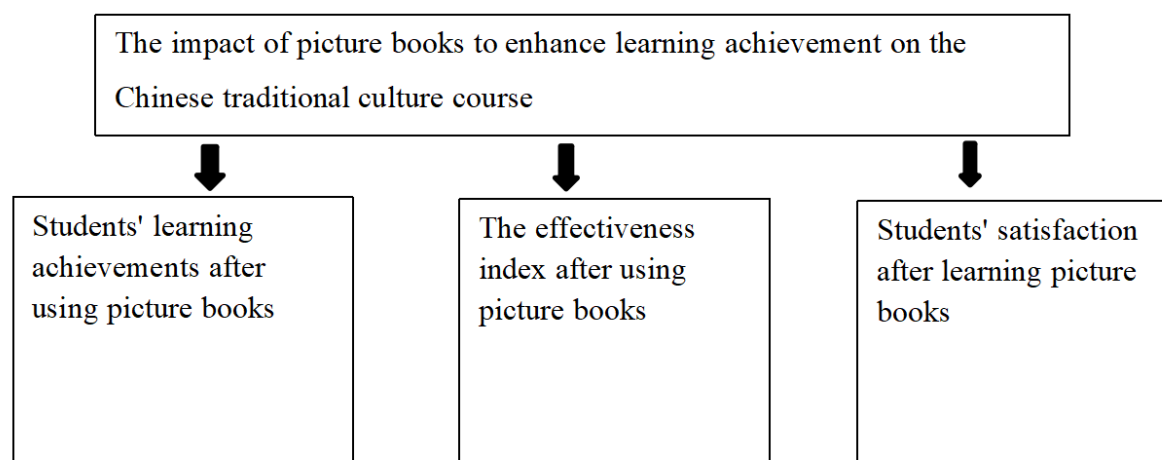 The impact of picture books to enhance learning achievement on the
Chinese traditional culture course
Students' learning
achievements after
using picture books
The effectiveness
index after using
picture books
Students' satisfaction
after learning picture
books